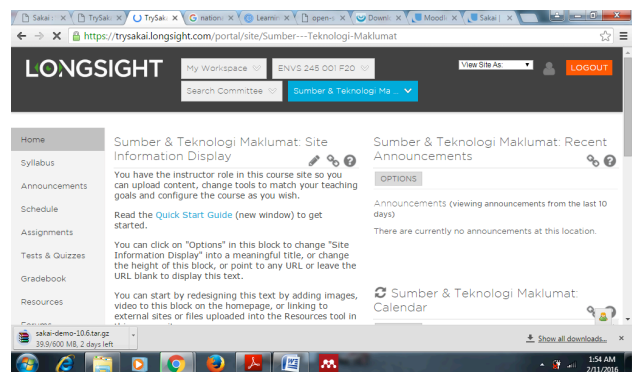 Sakai
TrySak
TrySak
nations
Learnin
open-s
Downlo
Moodl
Sakai |
https://trysakai.longsight.com/portal/site/Sumber---Teknologi-Maklumat
LONGSIGHT
My Workspace
ENVS 245 001 F20
View Site As:
LOGOUT
Search Committee
Sumber & Teknologi Ma ...
Home
Syllabus
Announcements
Schedule
Assignments
Tests & Quizzes
Gradebook
Resources
Sumber & Teknologi Maklumat: Site
Information Display
You have the instructor role in this course site so you
can upload content, change tools to match your teaching
goals and configure the course as you wish.
Read the Quick Start Guide (new window) to get
started.
You can click on "Options" in this block to change "Site
Information Display" into a meaningful title, or change
the height of this block, or point to any URL or leave the
URL blank to display this text.
You can start by redesigning this text by adding images,
video to this block on the homepage, or linking to
external sites or files uploaded into the Resources tool in
Sumber & Teknologi Maklumat: Recent
Announcements
OPTIONS
Announcements (viewing announcements from the last 10
days)
There are currently no announcements at this location.
Sumber & Teknologi Maklumat:
Calendar
sakai-demo-10.6.tar.gz
39.9/600 MB, 2 days left
Show all downloads...
1:54 AM
2/11/2016